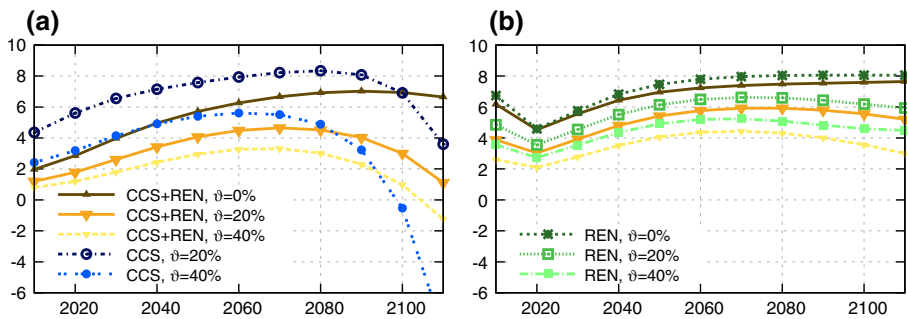 (a)
(b)
10
8
6
4
2
0
-2
-4
-6
2020 2040 2060 2080 2100
CCS+REN, ϑ=0%
CCS+REN, ϑ=20%
CCS+REN, ϑ=40%
CCS, ϑ=20%
CCS, ϑ=40%
10
8
6
4
2
0
-2
-4
-6
2020 2040 2060 2080 2100
REN, ϑ=0%
REN, ϑ=20%
REN, ϑ=40%